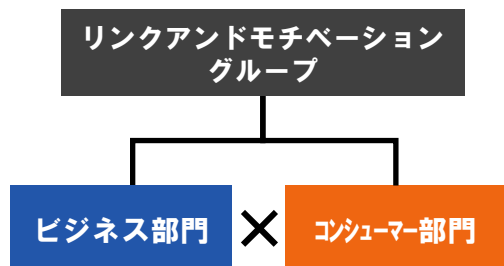 リンクアンドモチベーション
グループ
ビジネス部門
×
コンシューマー部門